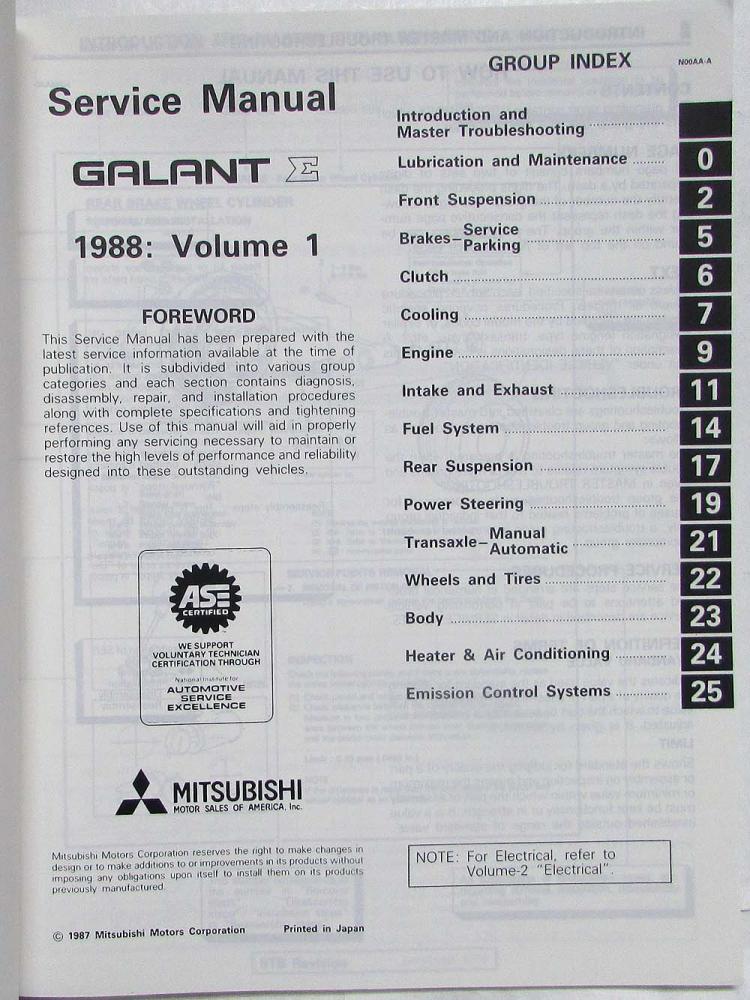 Service Manual
GALANT Σ
1988: Volume 1
FOREWORD
This Service Manual has been prepared with the
latest service information available at the time of
publication. It is subdivided into various group
categories and each section contains diagnosis,
disassembly, repair, and installation procedures
along with complete specifications and tightening
references. Use of this manual will aid in properly
performing any servicing necessary to maintain or
restore the high levels of performance and reliability
designed into these outstanding vehicles.
ASE
CERTIFIED
WE SUPPORT
VOLUNTARY TECHNICIAN
CERTIFICATION THROUGH
National Institute for
AUTOMOTIVE
SERVICE
EXCELLENCE
MITSUBISHI
MOTOR SALES OF AMERICA, Inc.
Mitsubishi Motors Corporation reserves the right to make changes in
design or to make additions to or improvements in its products without
imposing any obligations upon itself to install them on its products
previously manufactured.
© 1987 Mitsubishi Motors Corporation Printed in Japan
GROUP INDEX N00AA-A
Introduction and
Master Troubleshooting
Lubrication and Maintenance 0
Front Suspension 2
Brakes–Service
Parking 5
Clutch 6
Cooling 7
Engine 9
Intake and Exhaust 11
Fuel System 14
Rear Suspension 17
Power Steering 19
Transaxle–Manual
Automatic 21
Wheels and Tires 22
Body 23
Heater & Air Conditioning 24
Emission Control Systems 25
NOTE: For Electrical, refer to
Volume-2 “Electrical”.